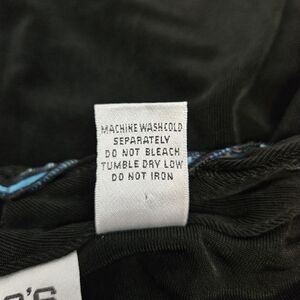 MACHINE WASH COLD
SEPARATELY
DO NOT BLEACH
TUMBLE DRY LOW
DO NOT IRON